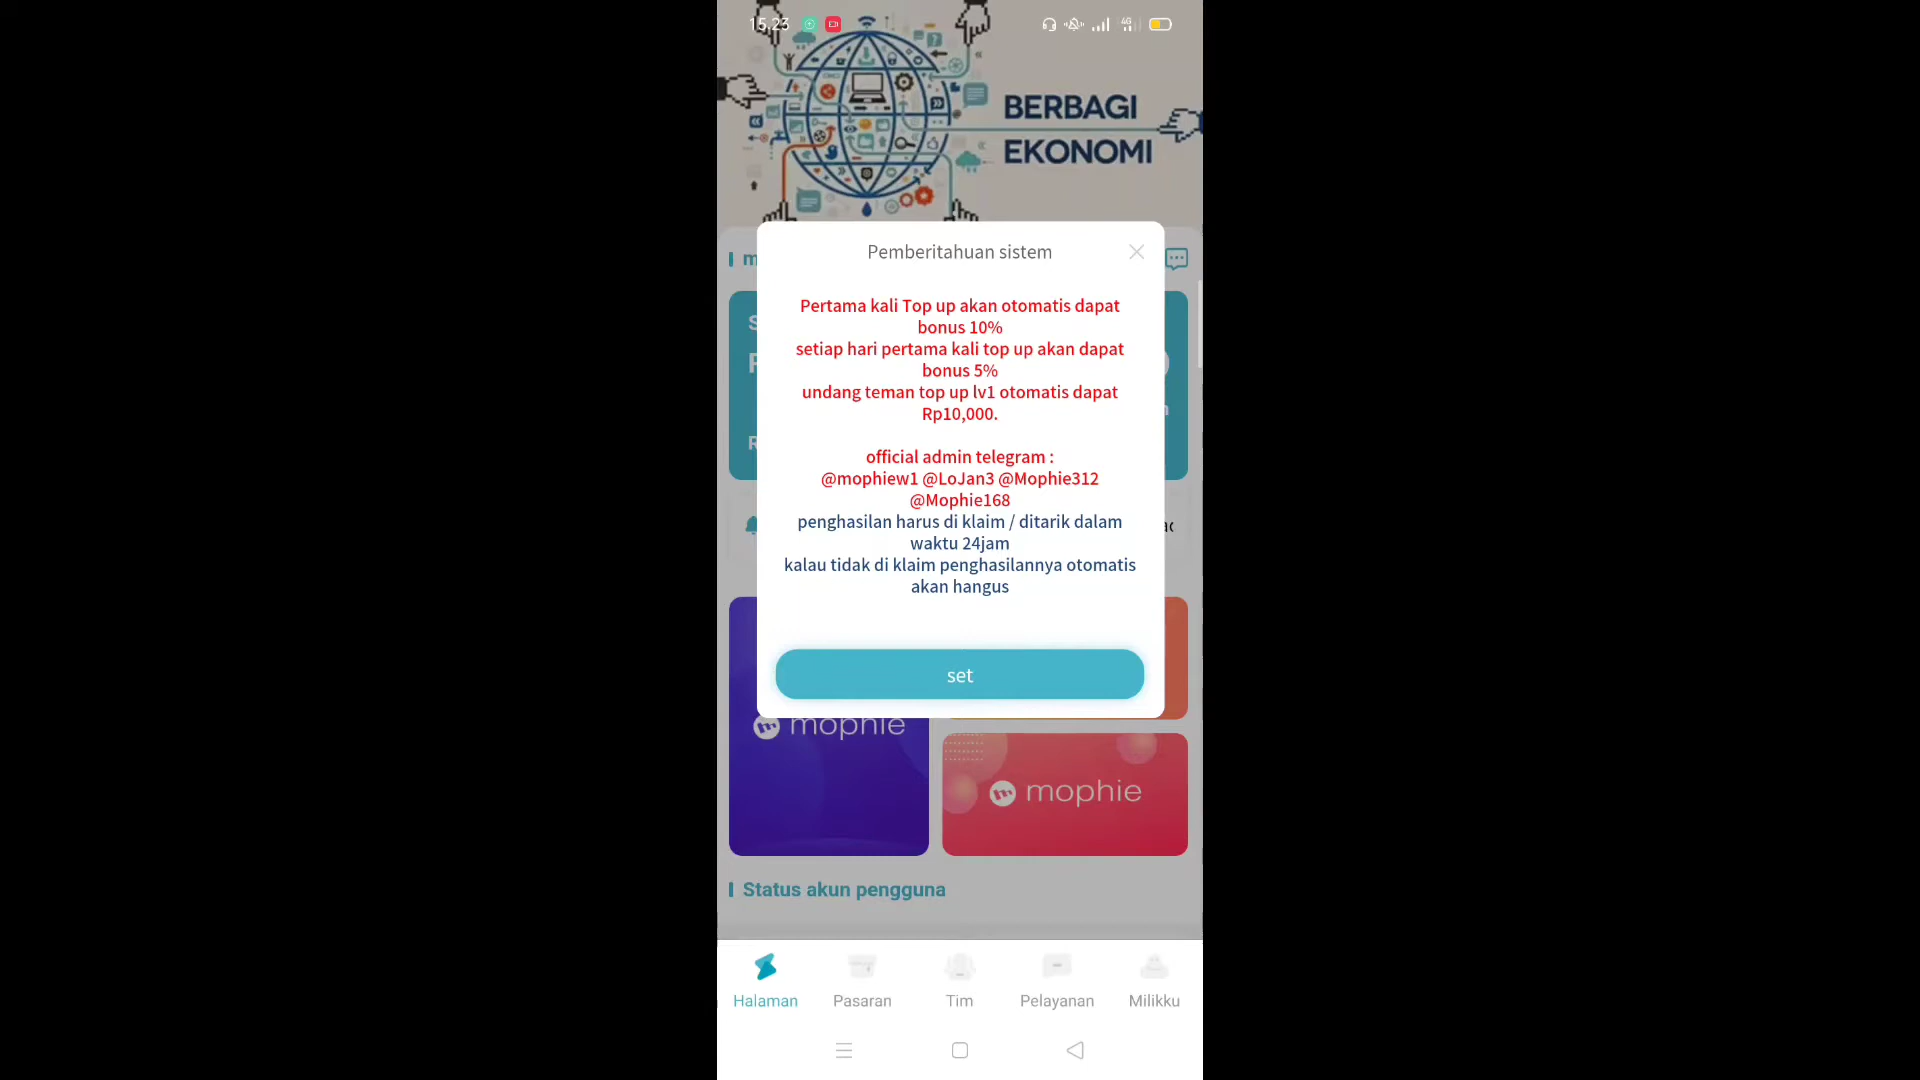 15.23
4G
BERBAGI
EKONOMI
Pemberitahuan sistem
Pertama kali Top up akan otomatis dapat
bonus 10%
setiap hari pertama kali top up akan dapat
bonus 5%
undang teman top up lv1 otomatis dapat
Rp10,000.
official admin telegram :
@mophiew1 @LoJan3 @Mophie312
@Mophie168
penghasilan harus di klaim / ditarik dalam
waktu 24jam
kalau tidak di klaim penghasilannya otomatis
akan hangus
set
mophie
mophie
Status akun pengguna
Halaman
Pasaran
Tim
Pelayanan
Milikku